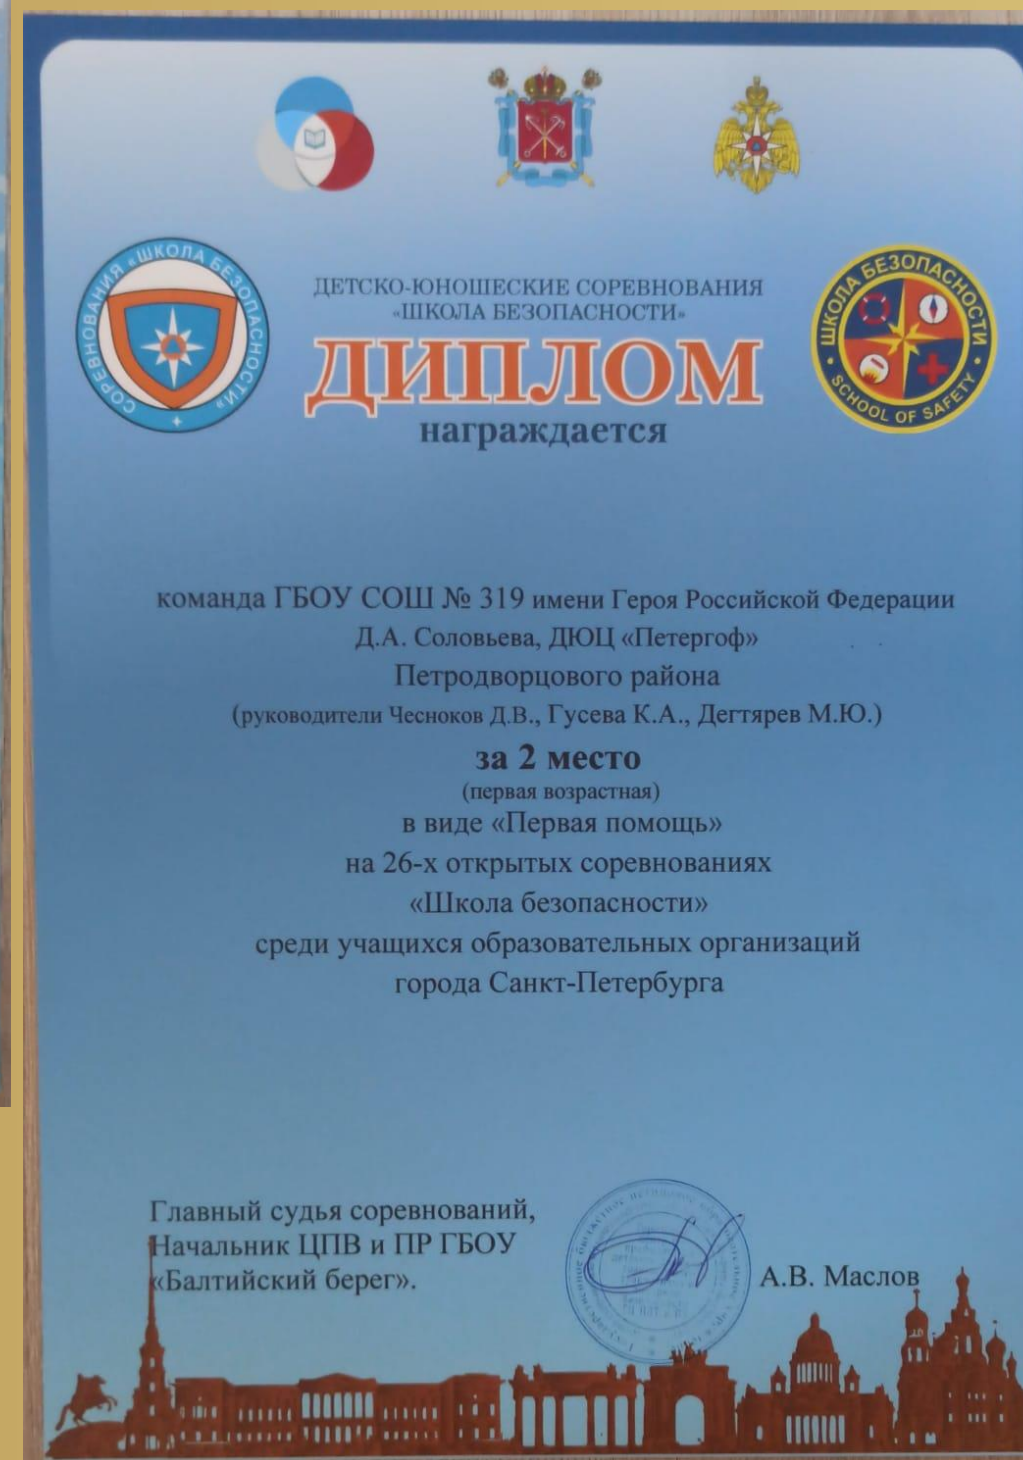 СОРЕВНОВАНИЯ «ШКОЛА БЕЗОПАСНОСТИ»
ШКОЛА БЕЗОПАСНОСТИ
SCHOOL OF SAFETY
ДЕТСКО-ЮНОШЕСКИЕ СОРЕВНОВАНИЯ
«ШКОЛА БЕЗОПАСНОСТИ»
ДИПЛОМ
награждается
команда ГБОУ СОШ № 319 имени Героя Российской Федерации
Д.А. Соловьева, ДЮЦ «Петергоф»
Петродворцового района
(руководители Чесноков Д.В., Гусева К.А., Дегтярев М.Ю.)
за 2 место
(первая возрастная)
в виде «Первая помощь»
на 26-х открытых соревнованиях
«Школа безопасности»
среди учащихся образовательных организаций
города Санкт-Петербурга
Главный судья соревнований,
Начальник ЦПВ и ПР ГБОУ
«Балтийский берег».
А.В. Маслов